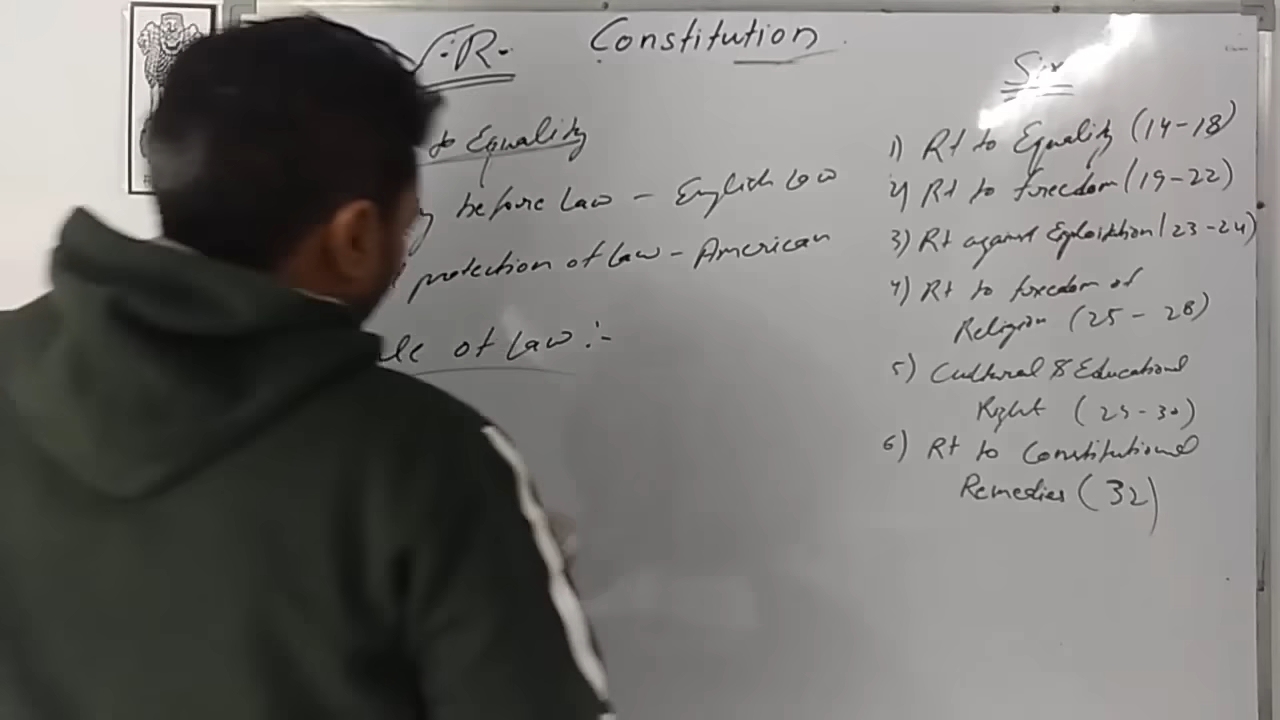 F.R. Constitution
to Equality
before Law - English Law
protection of Law - American
of Law :-
Six
1) Rt to Equality (14-18)
2) Rt to freedom (19-22)
3) Rt against Exploitation (23-24)
4) Rt to freedom of
Religion (25-28)
5) Cultural & Educational
Right (29-30)
6) Rt to Constitutional
Remedies (32)